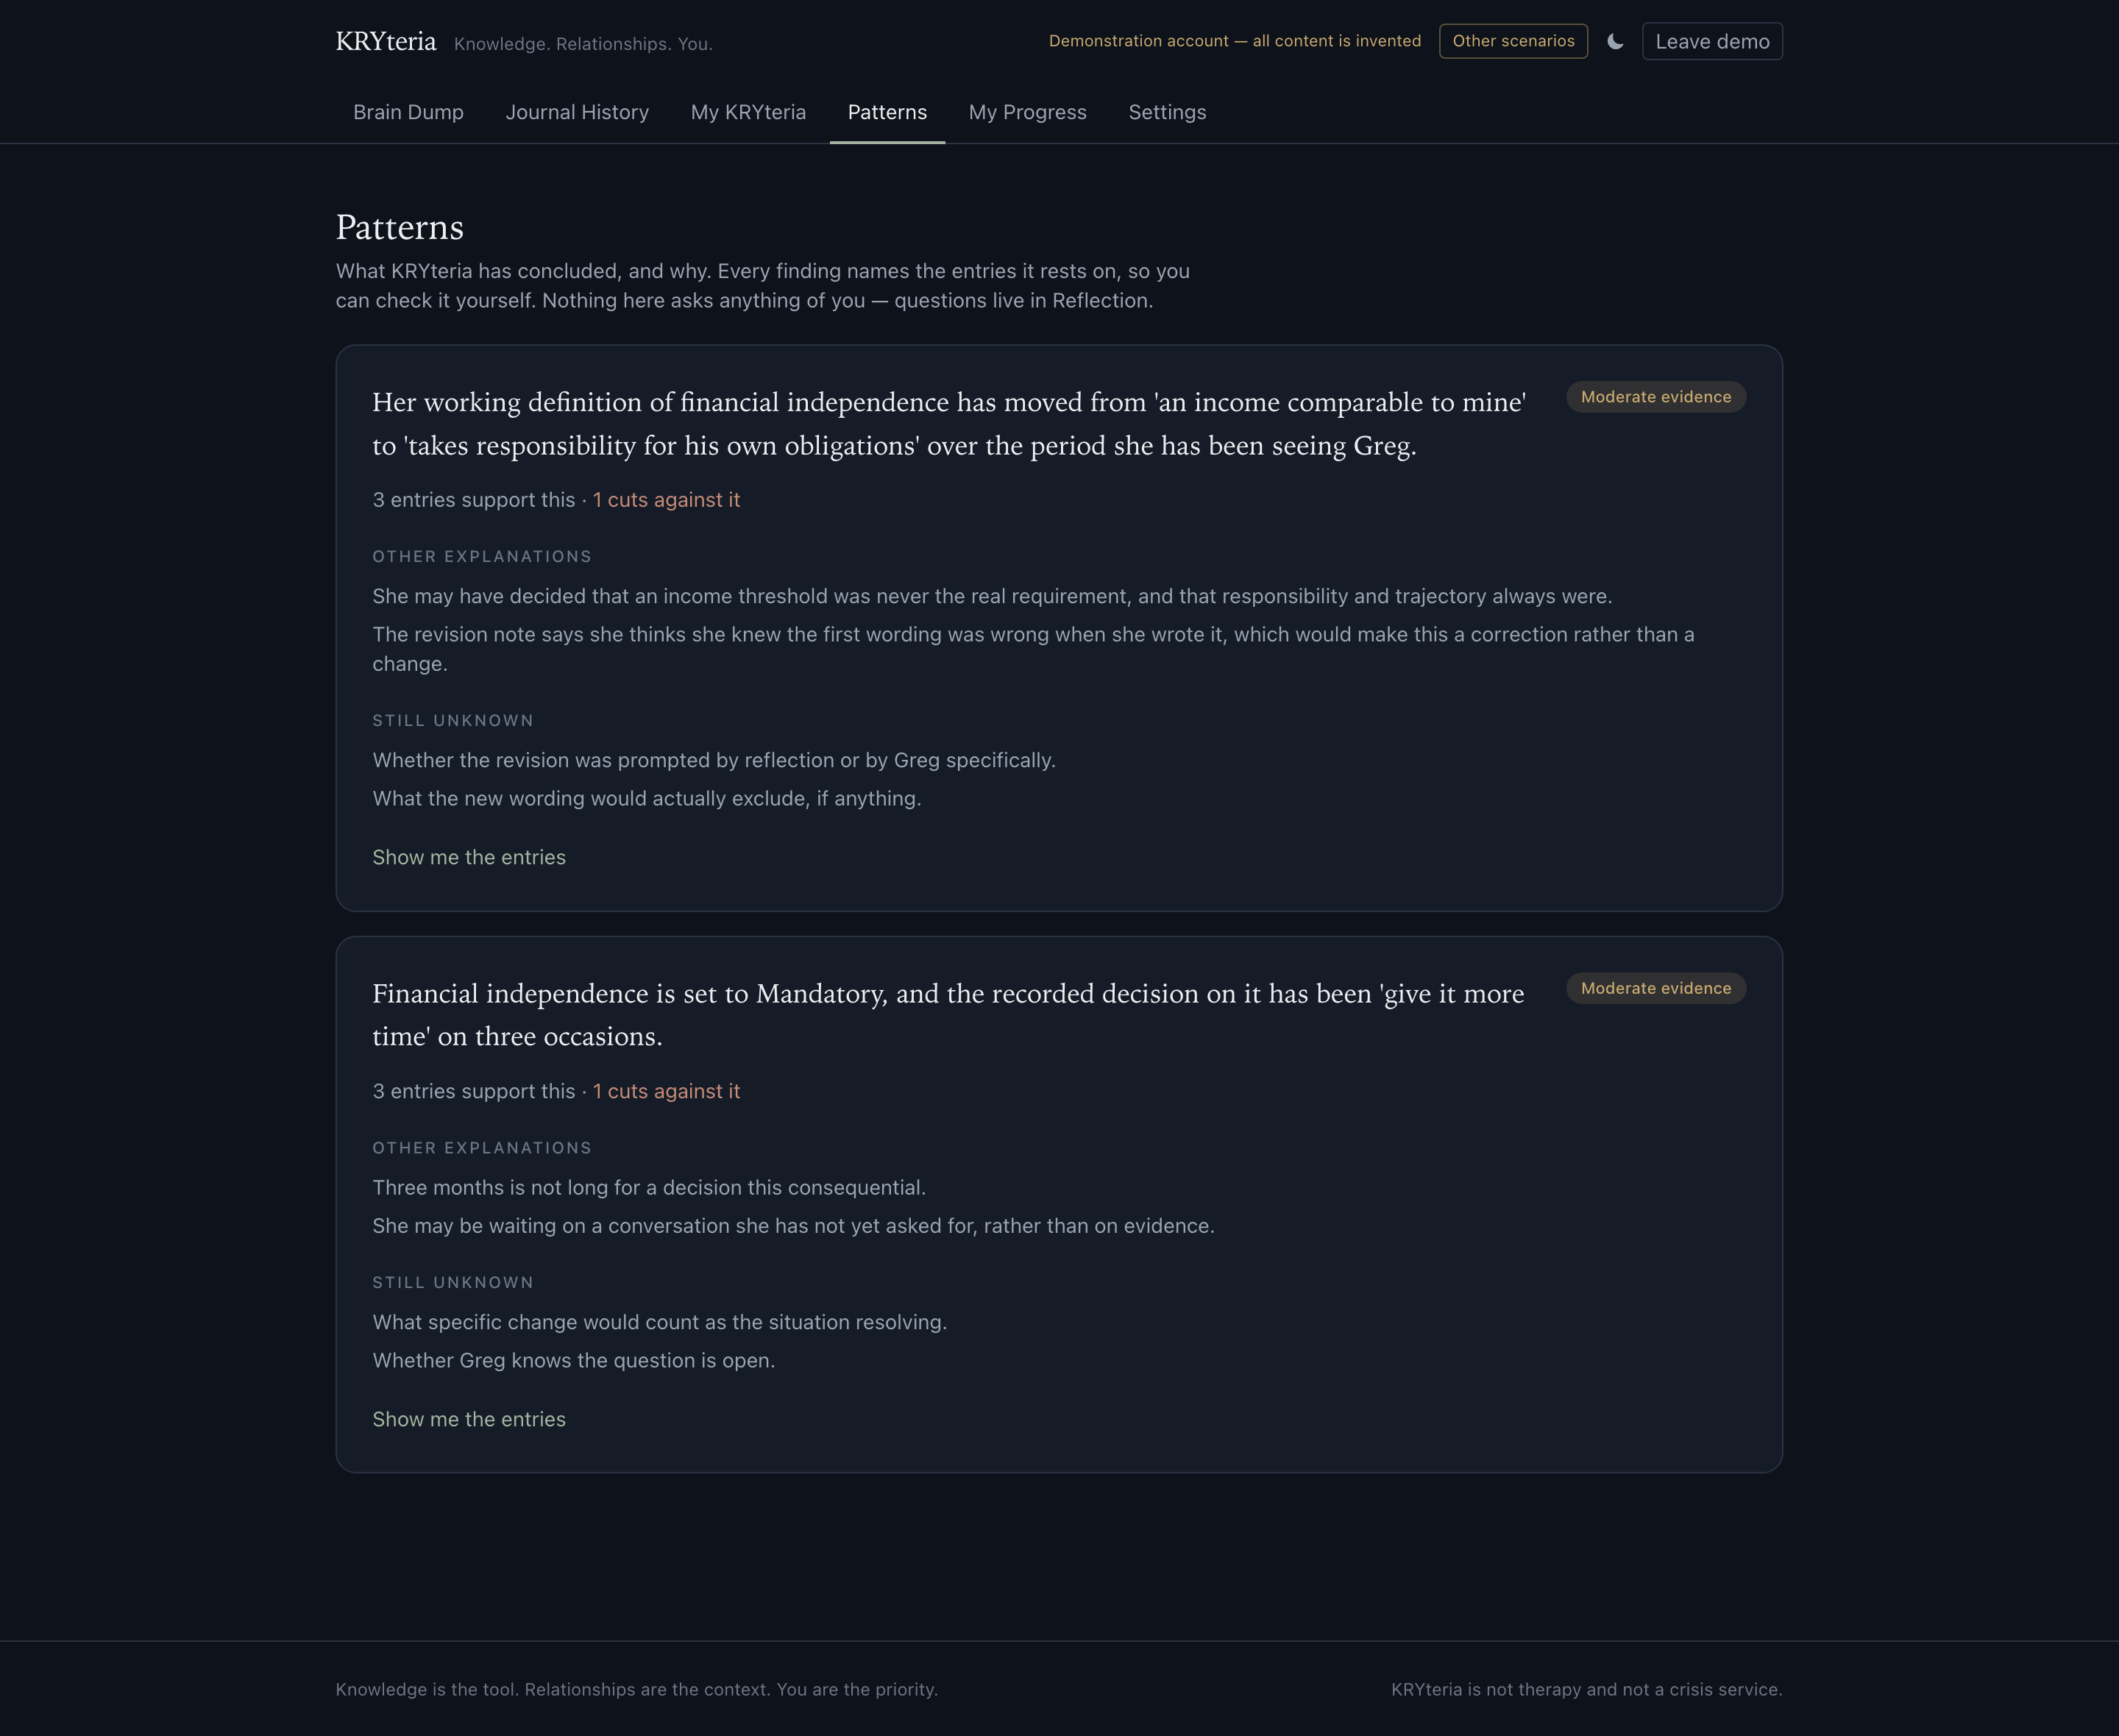 KRYteria Knowledge. Relationships. You. Demonstration account — all content is invented Other scenarios Leave demo
Brain Dump Journal History My KRYteria Patterns My Progress Settings
Patterns
What KRYteria has concluded, and why. Every finding names the entries it rests on, so you
can check it yourself. Nothing here asks anything of you — questions live in Reflection.
Her working definition of financial independence has moved from 'an income comparable to mine' Moderate evidence
to 'takes responsibility for his own obligations' over the period she has been seeing Greg.
3 entries support this · 1 cuts against it
OTHER EXPLANATIONS
She may have decided that an income threshold was never the real requirement, and that responsibility and trajectory always were.
The revision note says she thinks she knew the first wording was wrong when she wrote it, which would make this a correction rather than a
change.
STILL UNKNOWN
Whether the revision was prompted by reflection or by Greg specifically.
What the new wording would actually exclude, if anything.
Show me the entries
Financial independence is set to Mandatory, and the recorded decision on it has been 'give it more Moderate evidence
time' on three occasions.
3 entries support this · 1 cuts against it
OTHER EXPLANATIONS
Three months is not long for a decision this consequential.
She may be waiting on a conversation she has not yet asked for, rather than on evidence.
STILL UNKNOWN
What specific change would count as the situation resolving.
Whether Greg knows the question is open.
Show me the entries
Knowledge is the tool. Relationships are the context. You are the priority. KRYteria is not therapy and not a crisis service.